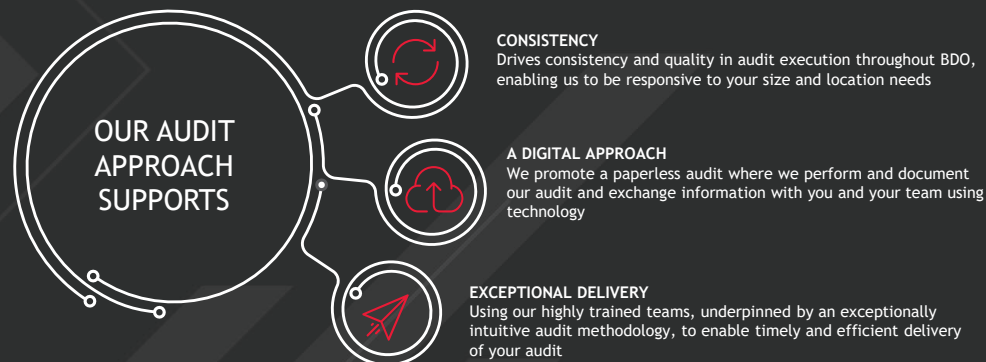 OUR AUDIT
APPROACH
SUPPORTS
CONSISTENCY
Drives consistency and quality in audit execution throughout BDO,
enabling us to be responsive to your size and location needs
A DIGITAL APPROACH
We promote a paperless audit where we perform and document
our audit and exchange information with you and your team using
technology
EXCEPTIONAL DELIVERY
Using our highly trained teams, underpinned by an exceptionally
intuitive audit methodology, to enable timely and efficient delivery
of your audit